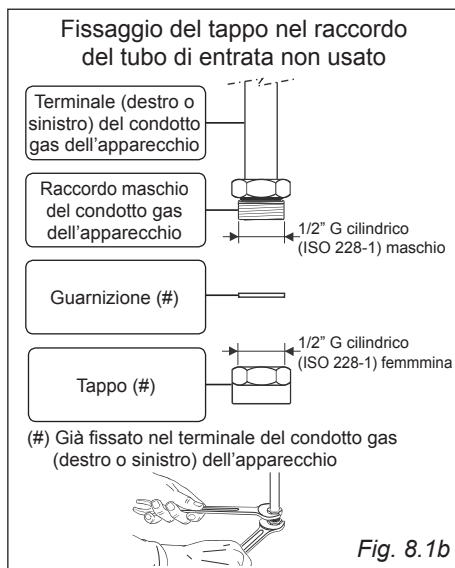 Fissaggio del tappo nel raccordo
del tubo di entrata non usato
Terminale (destro o
sinistro) del condotto
gas dell'apparecchio
Raccordo maschio
del condotto gas
dell'apparecchio
1/2” G cilindrico
(ISO 228-1) maschio
Guarnizione (#)
1/2” G cilindrico
(ISO 228-1) femmmina
Tappo (#)
(#) Già fissato nel terminale del condotto gas
(destro o sinistro) dell'apparecchio
Fig. 8.1b